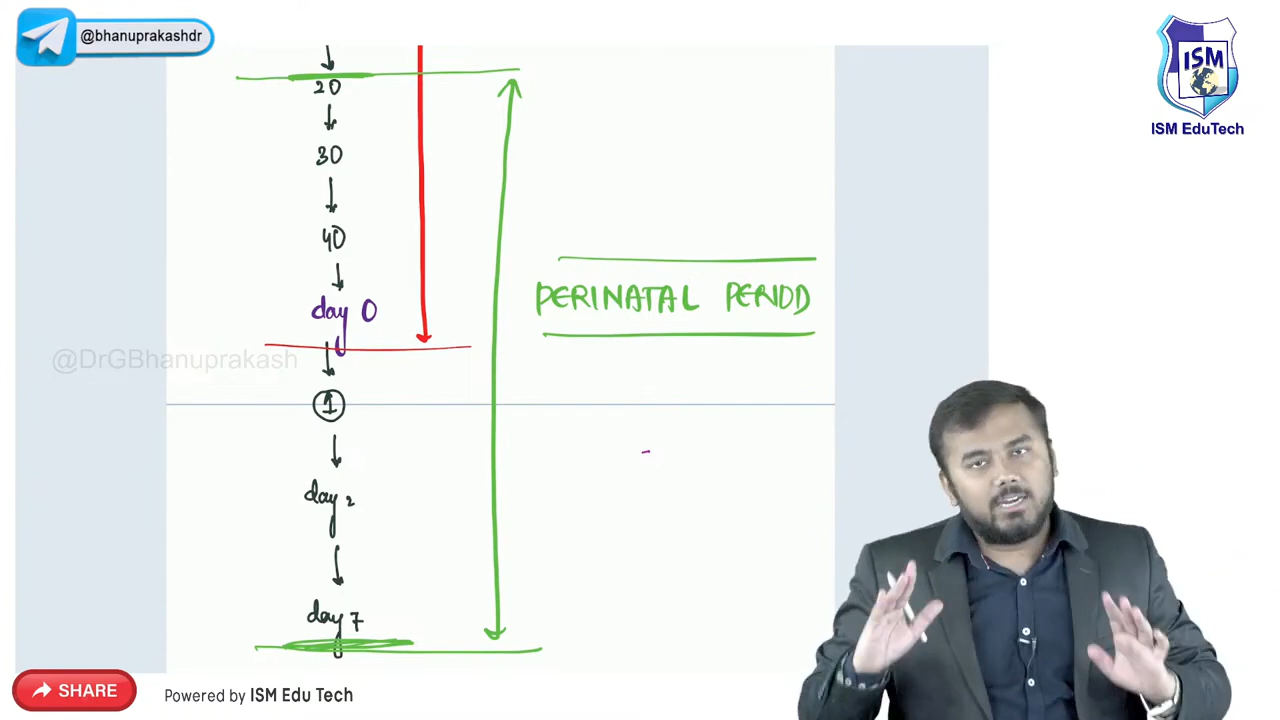 @bhanuprakashdr
ISM
ISM EduTech
20
30
40
PERINATAL PERIOD
day 0
@DrGBhanuprakash
1
day 2
day 7
SHARE
Powered by ISM Edu Tech